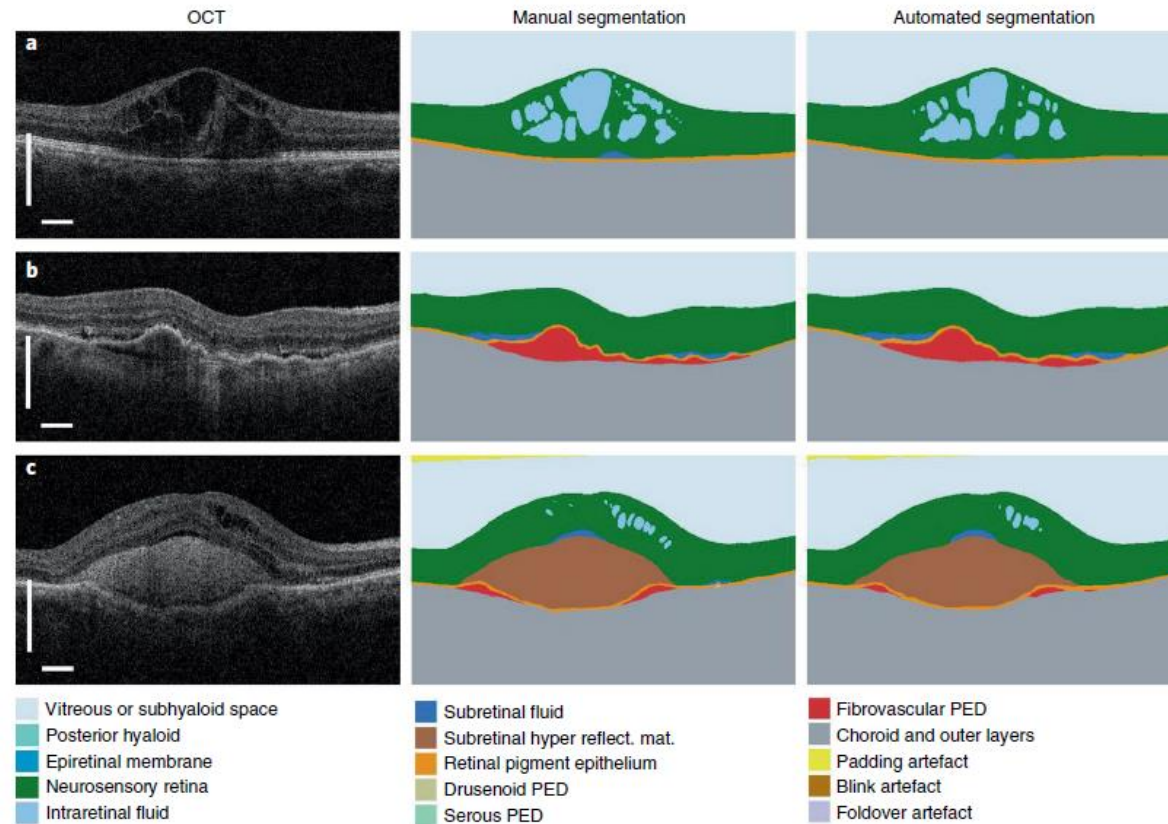 OCT Manual segmentation Automated segmentation
a
b
c
Vitreous or subhyaloid space
Posterior hyaloid
Epiretinal membrane
Neurosensory retina
Intraretinal fluid
Subretinal fluid
Subretinal hyper reflect. mat.
Retinal pigment epithelium
Drusenoid PED
Serous PED
Fibrovascular PED
Choroid and outer layers
Padding artefact
Blink artefact
Foldover artefact